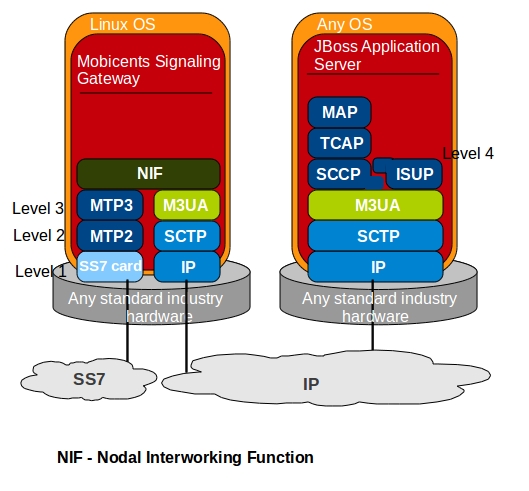 Linux OS
Mobicents Signaling
Gateway
NIF
MTP3
M3UA
MTP2
SCTP
SS7 card
IP
Level 3
Level 2
Level 1
Any standard industry
hardware
Any OS
JBoss Application
Server
MAP
TCAP
SCCP
ISUP
Level 4
M3UA
SCTP
IP
Any standard industry
hardware
SS7
IP
NIF - Nodal Interworking Function